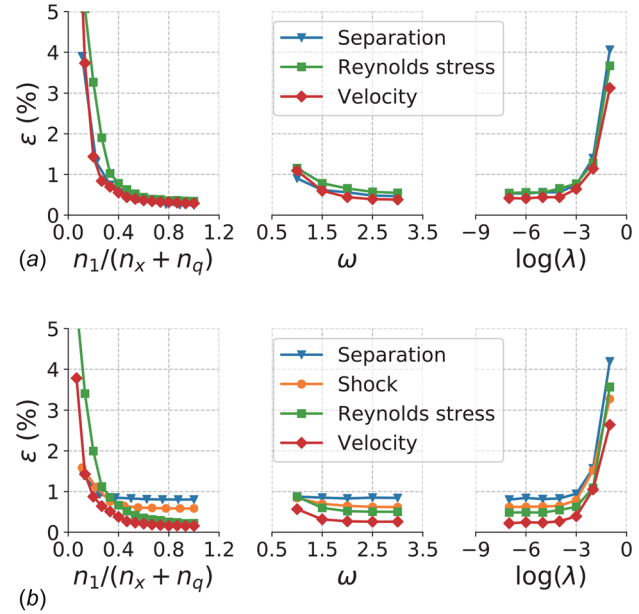 5
4
3
2
1
0
ε (%)
Separation
Reynolds stress
Velocity
0.0 0.4 0.8 1.2
0.5 1.5 2.5 3.5
−9 −6 −3 0
(a) n₁/(nₓ + n_q) ω log(λ)
5
4
3
2
1
0
ε (%)
Separation
Shock
Reynolds stress
Velocity
0.0 0.4 0.8 1.2
0.5 1.5 2.5 3.5
−9 −6 −3 0
(b) n₁/(nₓ + n_q) ω log(λ)